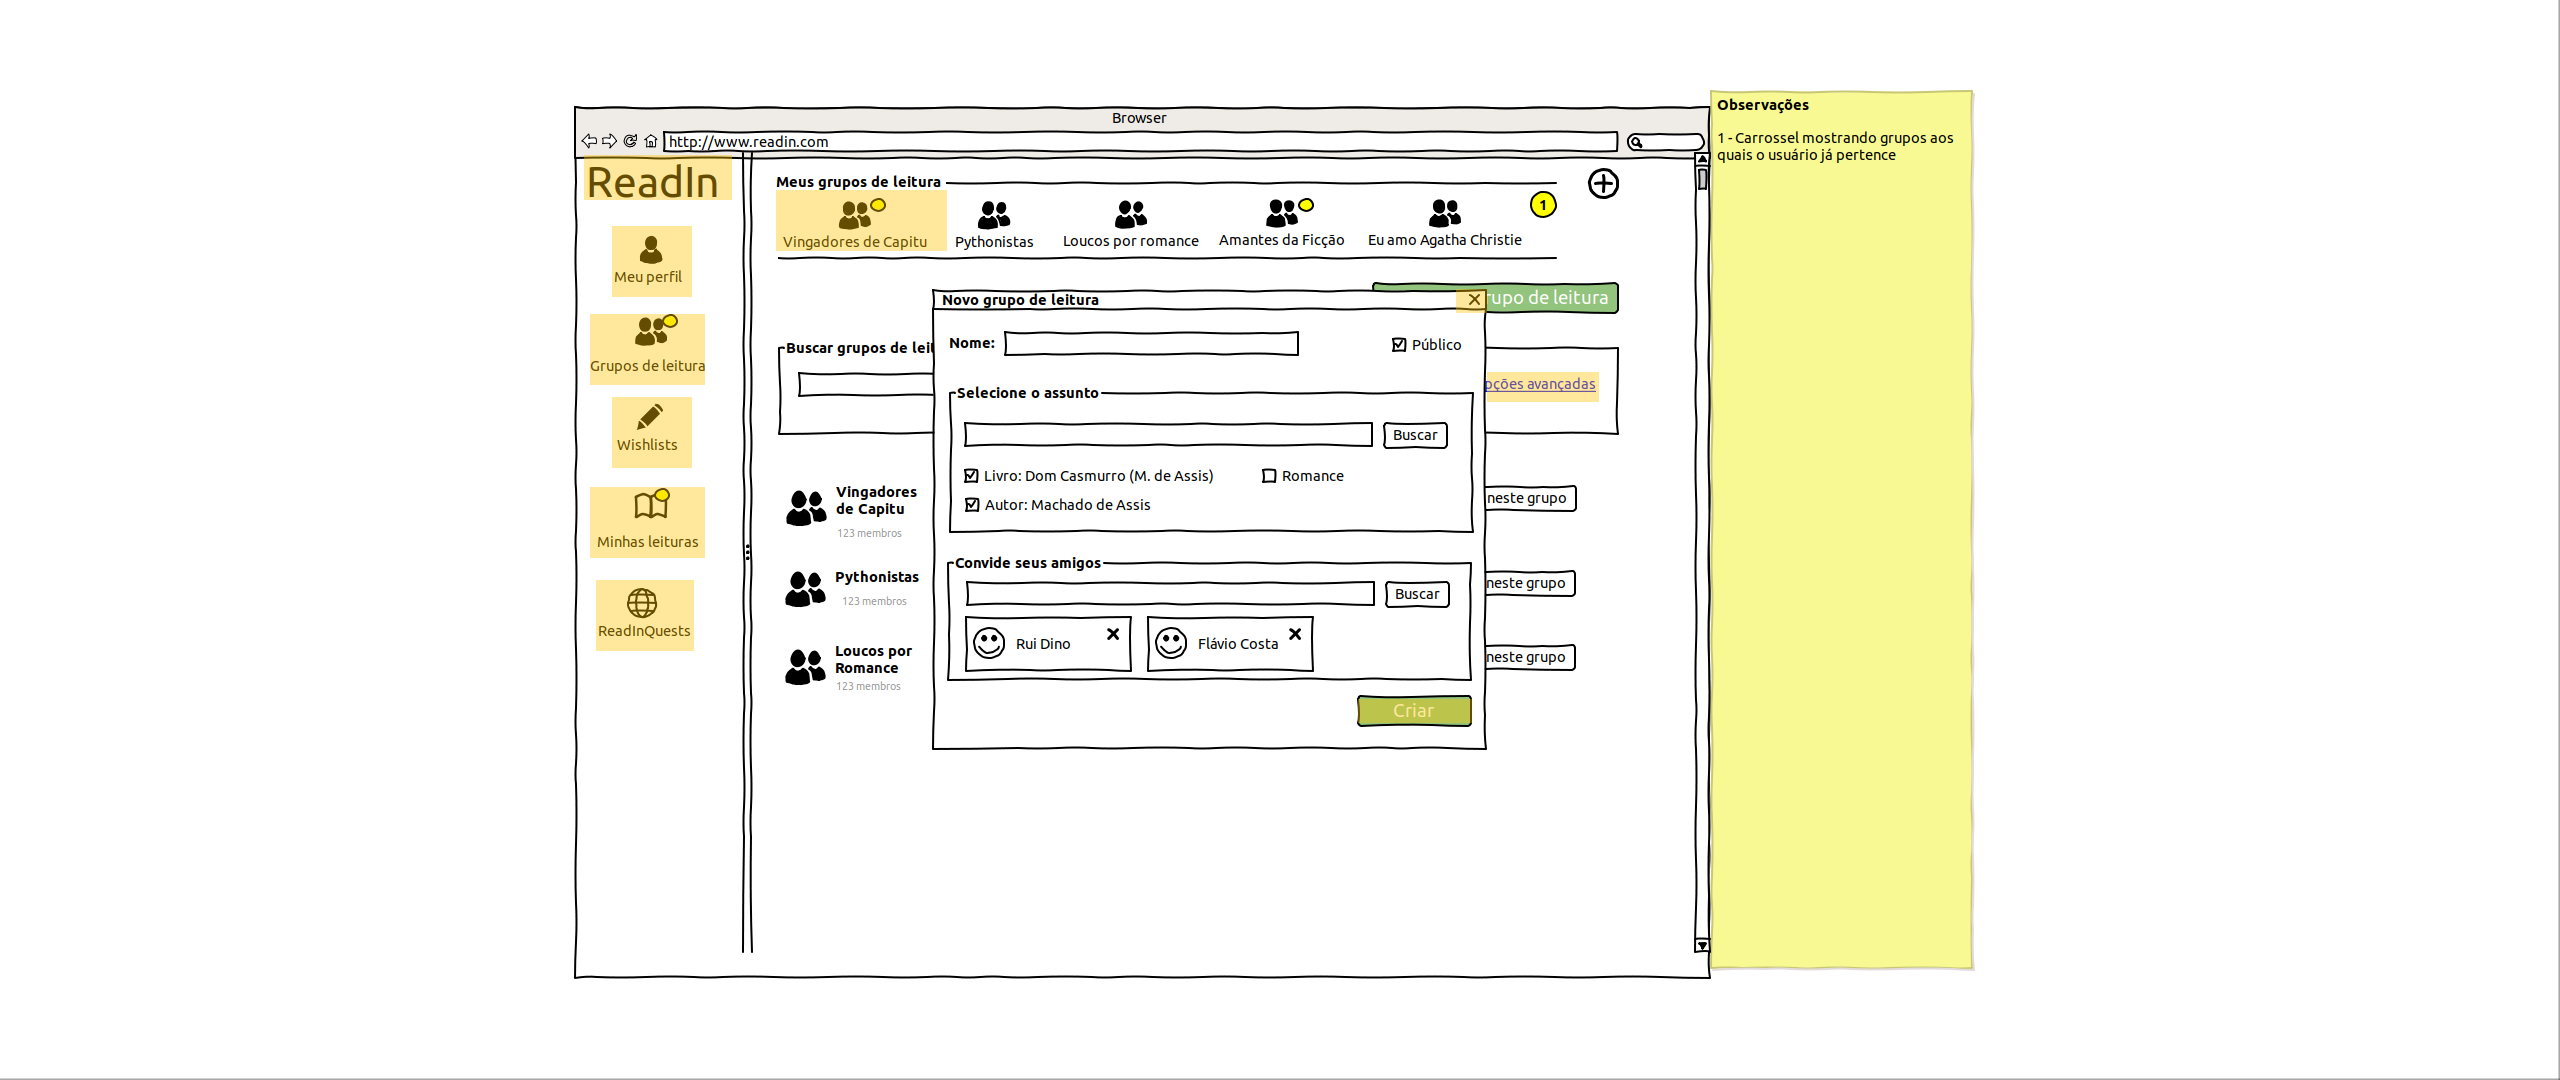 Browser
http://www.readin.com
ReadIn
Meu perfil
Grupos de leitura
Wishlists
Minhas leituras
ReadInQuests
Meus grupos de leitura
Vingadores de Capitu
Pythonistas
Loucos por romance
Amantes da Ficção
Eu amo Agatha Christie
1
rupo de leitura
Buscar grupos de leit
pções avançadas
Vingadores
de Capitu
123 membros
neste grupo
Pythonistas
123 membros
neste grupo
Loucos por
Romance
123 membros
neste grupo
Novo grupo de leitura
Nome:
Público
Selecione o assunto
Buscar
Livro: Dom Casmurro (M. de Assis)
Romance
Autor: Machado de Assis
Convide seus amigos
Buscar
Rui Dino
Flávio Costa
Criar
Observações
1 - Carrossel mostrando grupos aos
quais o usuário já pertence